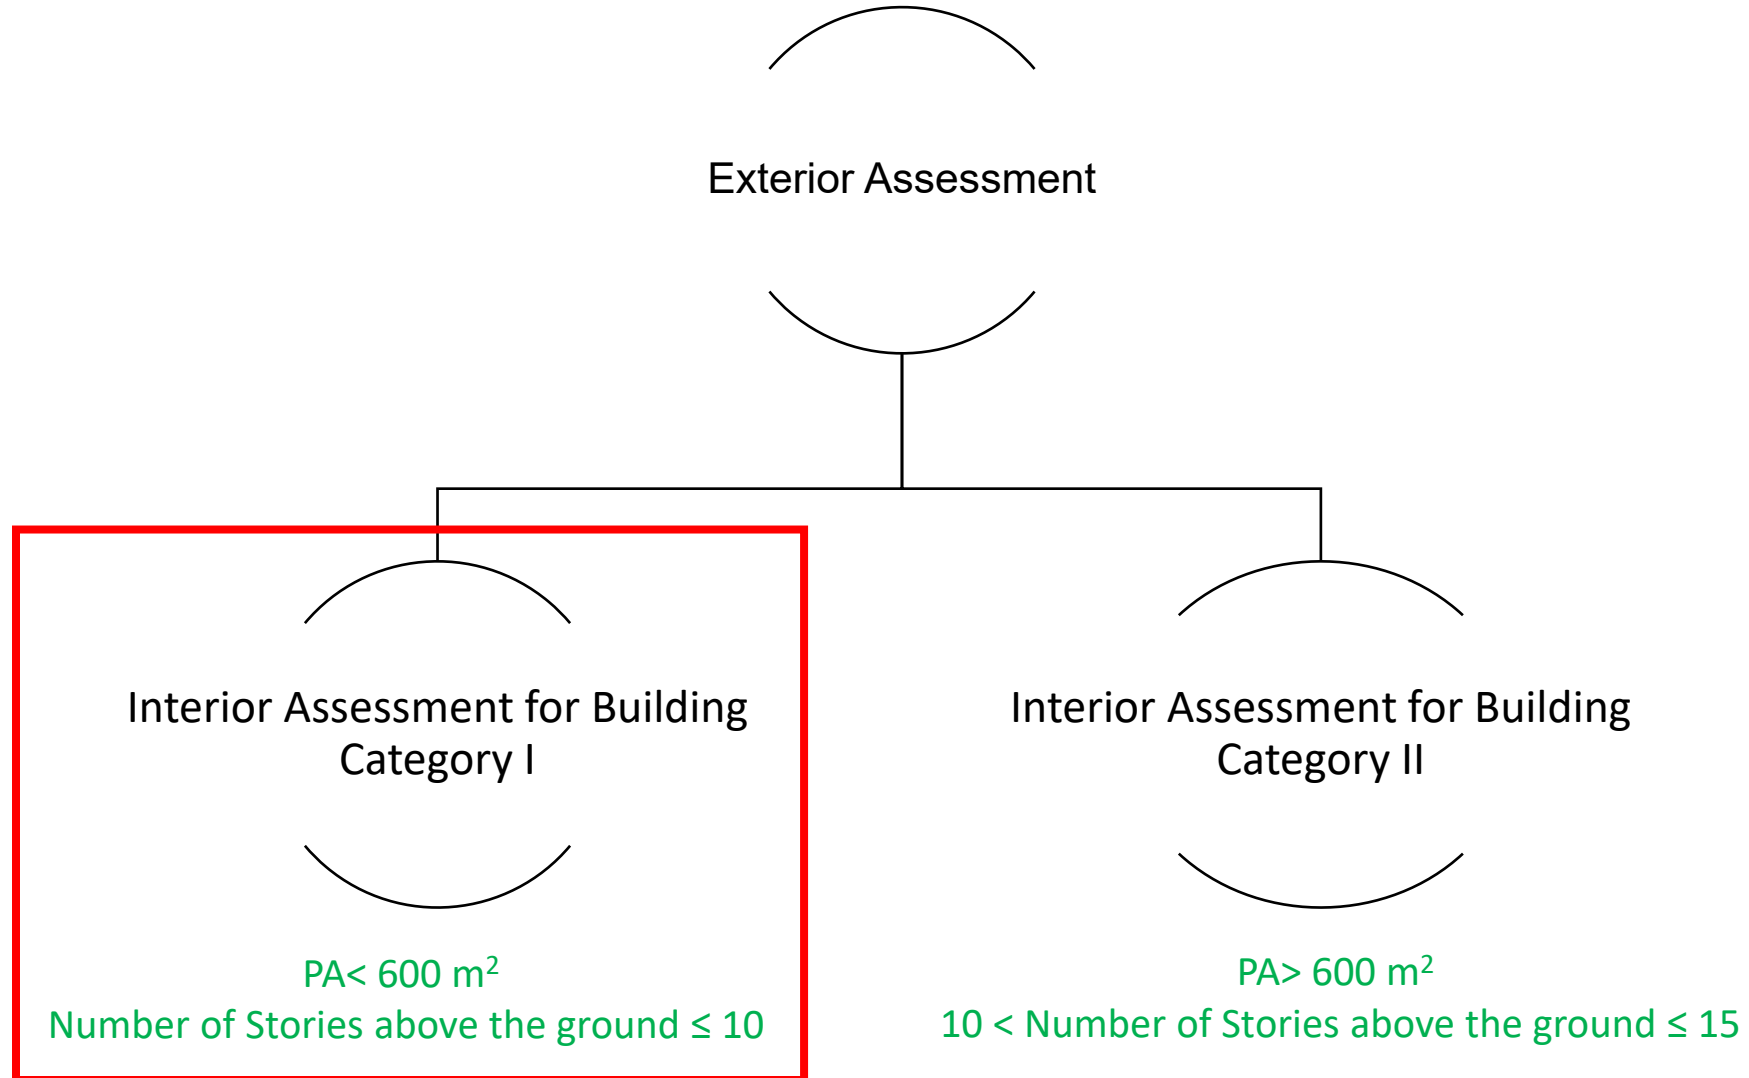 Exterior Assessment
Interior Assessment for Building
Category I
PA< 600 m²
Number of Stories above the ground ≤ 10
Interior Assessment for Building
Category II
PA> 600 m²
10 < Number of Stories above the ground ≤ 15